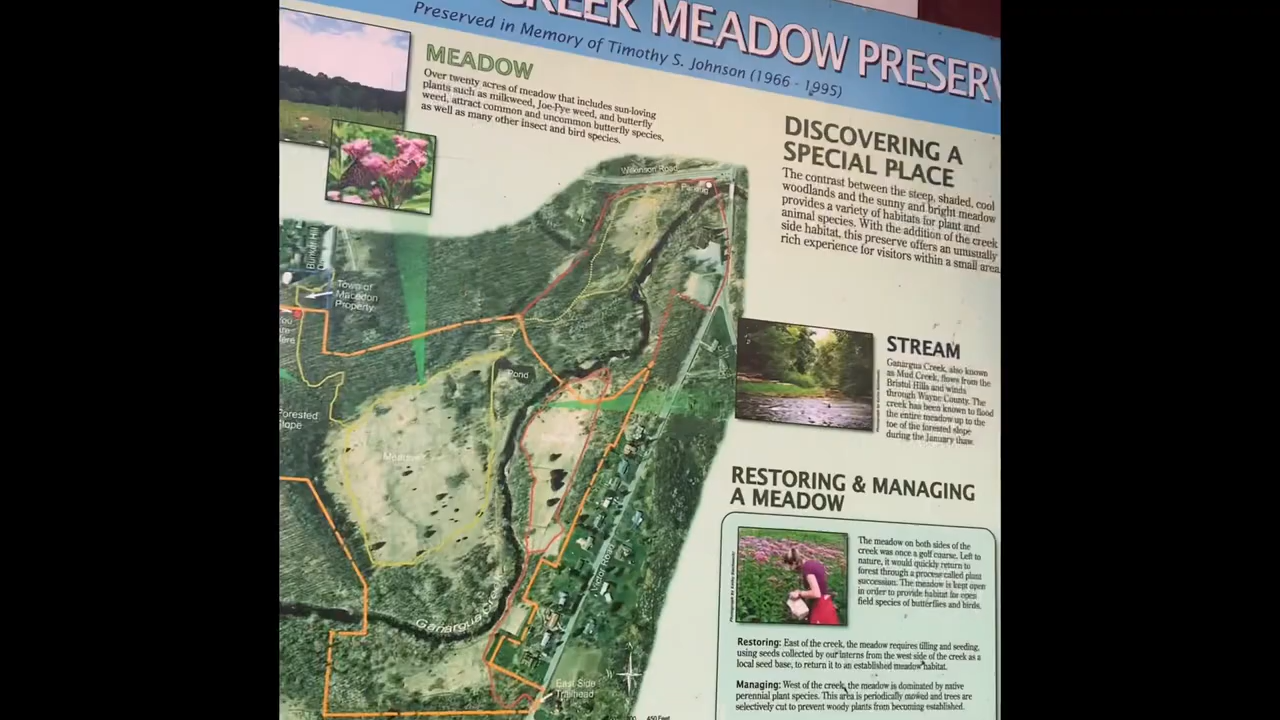 CREEK MEADOW PRESERV
Preserved in Memory of Timothy S. Johnson (1966 - 1995)
MEADOW
Over twenty acres of meadow that includes sun-loving
plants such as milkweed, Joe-Pye weed, and butterfly
weed, attract common and uncommon butterfly species,
as well as many other insect and bird species.
DISCOVERING A
SPECIAL PLACE
The contrast between the steep, shaded, cool
woodlands and the sunny and bright meadow
provides a variety of habitats for plant and
animal species. With the addition of the creek
side habitat, this preserve offers an unusually
rich experience for visitors within a small area.
Wilkinson Road
Parking
Bunker Hill
Town of
Macedon
Property
You
are
Here
Pond
Forested
Slope
Meadow
Victor Road
Ganargua
East Side
Trailhead
450 Feet
STREAM
Ganargua Creek, also known
as Mud Creek, flows from the
Bristol Hills and winds
through Wayne County. The
creek has been known to flood
the entire meadow up to the
toe of the forested slope
during the January thaw.
RESTORING & MANAGING
A MEADOW
The meadow on both sides of the
creek was once a golf course. Left to
nature, it would quickly return to
forest through a process called plant
succession. The meadow is kept open
in order to provide habitat for open
field species of butterflies and birds.
Restoring: East of the creek, the meadow requires tilling and seeding,
using seeds collected by our interns from the west side of the creek as a
local seed base, to return it to an established meadow habitat.
Managing: West of the creek, the meadow is dominated by native
perennial plant species. This area is periodically mowed and trees are
selectively cut to prevent woody plants from becoming established.